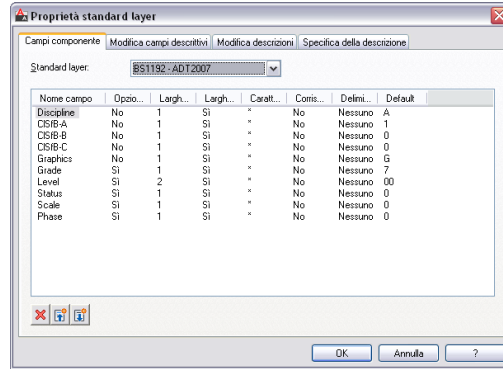 Proprietà standard layer
Campi componente Modifica campi descrittivi Modifica descrizioni Specifica della descrizione
Standard layer: BS1192 - ADT2007
Nome campo Opzio... Largh... Largh... Caratt... Corris... Delimi... Default
Discipline No 1 Sì * No Nessuno A
CISfB-A No 1 Sì * No Nessuno 1
CISfB-B No 1 Sì * No Nessuno 0
CISfB-C No 1 Sì * No Nessuno 0
Graphics No 1 Sì * No Nessuno G
Grade Sì 1 Sì * No Nessuno 7
Level Sì 2 Sì * No Nessuno 00
Status Sì 1 Sì * No Nessuno 0
Scale Sì 1 Sì * No Nessuno 0
Phase Sì 1 Sì * No Nessuno 0
OK Annulla ?